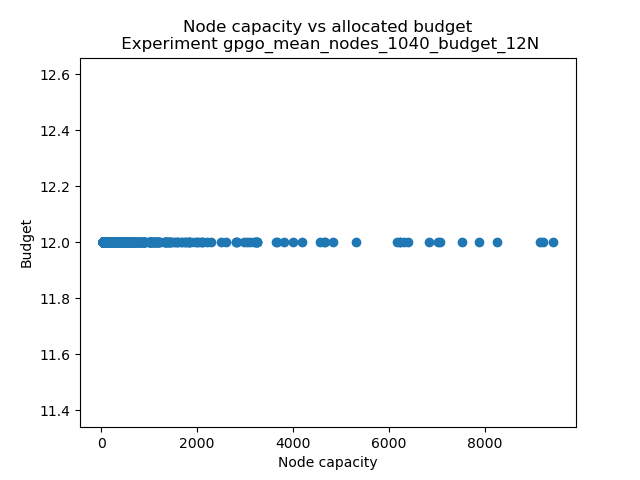 Node capacity vs allocated budget
Experiment gpgo_mean_nodes_1040_budget_12N
12.6
12.4
12.2
12.0
11.8
11.6
11.4
Budget
0 2000 4000 6000 8000
Node capacity